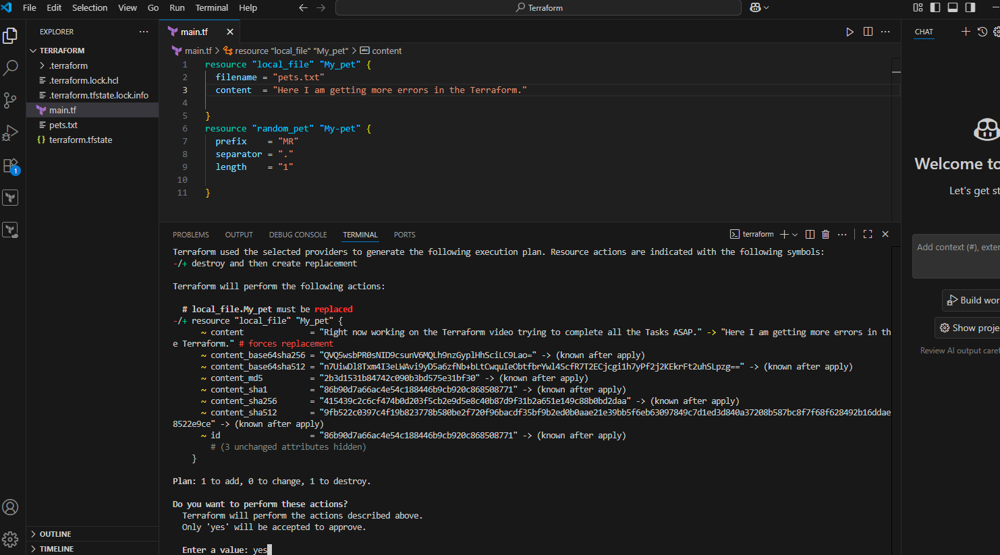 File Edit Selection View Go Run Terminal Help
Terraform
EXPLORER
TERRAFORM
.terraform
.terraform.lock.hcl
.terraform.tfstate.lock.info
main.tf
pets.txt
terraform.tfstate
1
OUTLINE
TIMELINE
main.tf
main.tf > resource "local_file" "My_pet" > content
1 resource "local_file" "My_pet" {
2 filename = "pets.txt"
3 content = "Here I am getting more errors in the Terraform."
4
5 }
6 resource "random_pet" "My-pet" {
7 prefix = "MR"
8 separator = "."
9 length = "1"
10
11 }
PROBLEMS OUTPUT DEBUG CONSOLE TERMINAL PORTS
terraform
Terraform used the selected providers to generate the following execution plan. Resource actions are indicated with the following symbols:
-/+ destroy and then create replacement
Terraform will perform the following actions:
# local_file.My_pet must be replaced
-/+ resource "local_file" "My_pet" {
~ content = "Right now working on the Terraform video trying to complete all the Tasks ASAP." -> "Here I am getting more errors in th
e Terraform." # forces replacement
~ content_base64sha256 = "QVQ5wsbPR0sNID9csunV6MQLh9nzGyplHhSciLC9Lao=" -> (known after apply)
~ content_base64sha512 = "n7UiwDl8Txm4I3eLWAvi9yD5a6zfNb+bLtCwquIeObtfbrYwl4ScfR7T2ECjcgi1h7yPf2j2KEkrFt2uhSLpzg==" -> (known after apply)
~ content_md5 = "2b3d1531b84742c090b3bd575e31bf30" -> (known after apply)
~ content_sha1 = "86b90d7a66ac4e54c188446b9cb920c868508771" -> (known after apply)
~ content_sha256 = "415439c2c6cf474b0d203f5cb2e9d5e8c40b87d9f31b2a651e149c88b0bd2daa" -> (known after apply)
~ content_sha512 = "9fb522c0397c4f19b823778b580be2f720f96bacdf35bf9b2ed0b0aae21e39bb5f6eb63097849c7d1ed3d840a37208b587bc8f7f68f628492b16ddae
8522e9ce" -> (known after apply)
~ id = "86b90d7a66ac4e54c188446b9cb920c868508771" -> (known after apply)
# (3 unchanged attributes hidden)
}
Plan: 1 to add, 0 to change, 1 to destroy.
Do you want to perform these actions?
Terraform will perform the actions described above.
Only 'yes' will be accepted to approve.
Enter a value: yes
CHAT
Welcome to
Let's get st
Add context (#), exter
Build wor
Show proje
Review AI output caref